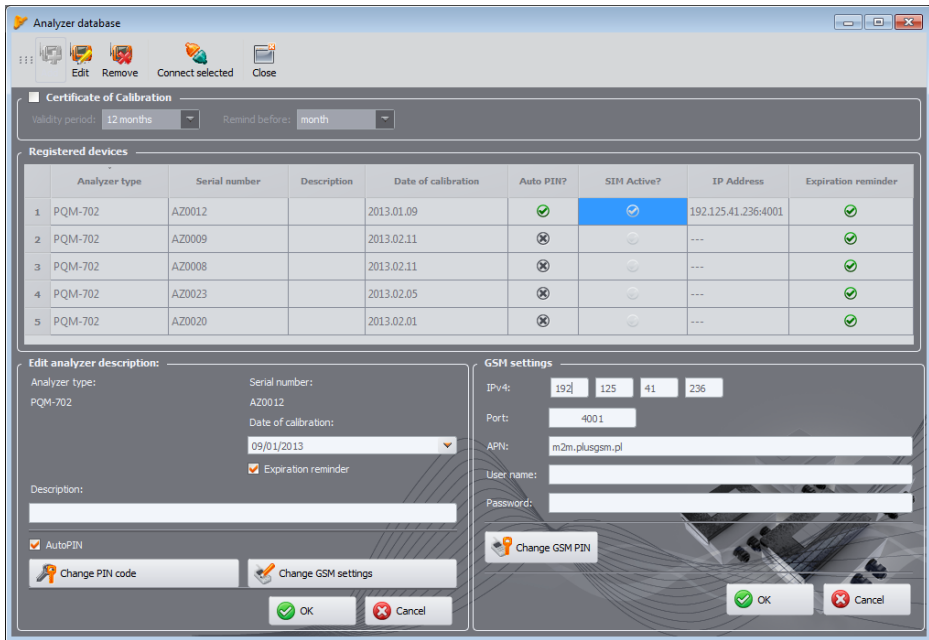 Analyzer database
Edit Remove Connect selected Close
Certificate of Calibration
Validity period: 12 months Remind before: month
Registered devices
Analyzer type Serial number Description Date of calibration Auto PIN? SIM Active? IP Address Expiration reminder
1 PQM-702 AZ0012 2013.01.09 192.125.41.236:4001
2 PQM-702 AZ0009 2013.02.11 ---
3 PQM-702 AZ0008 2013.02.11 ---
4 PQM-702 AZ0023 2013.02.05 ---
5 PQM-702 AZ0020 2013.02.01 ---
Edit analyzer description:
Analyzer type: Serial number:
PQM-702 AZ0012
Date of calibration:
09/01/2013
Expiration reminder
Description:
AutoPIN
Change PIN code Change GSM settings
OK Cancel
GSM settings
IPv4: 192 125 41 236
Port: 4001
APN: m2m.plusgsm.pl
User name:
Password:
Change GSM PIN
OK Cancel